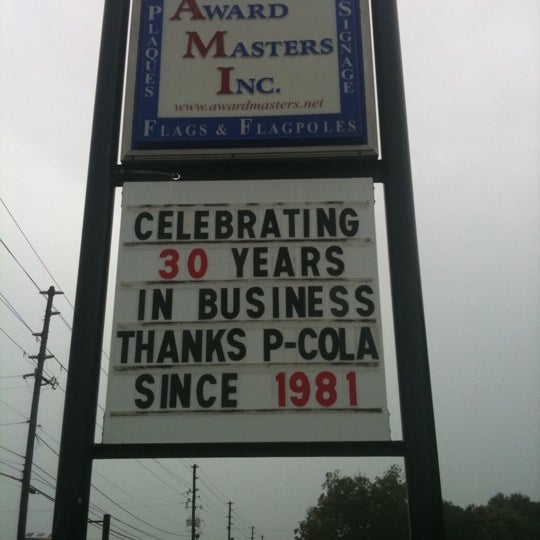 AWARD
MASTERS
INC.
PLAQUES
SIGNAGE
www.awardmasters.net
FLAGS & FLAGPOLES
CELEBRATING
30 YEARS
IN BUSINESS
THANKS P-COLA
SINCE 1981